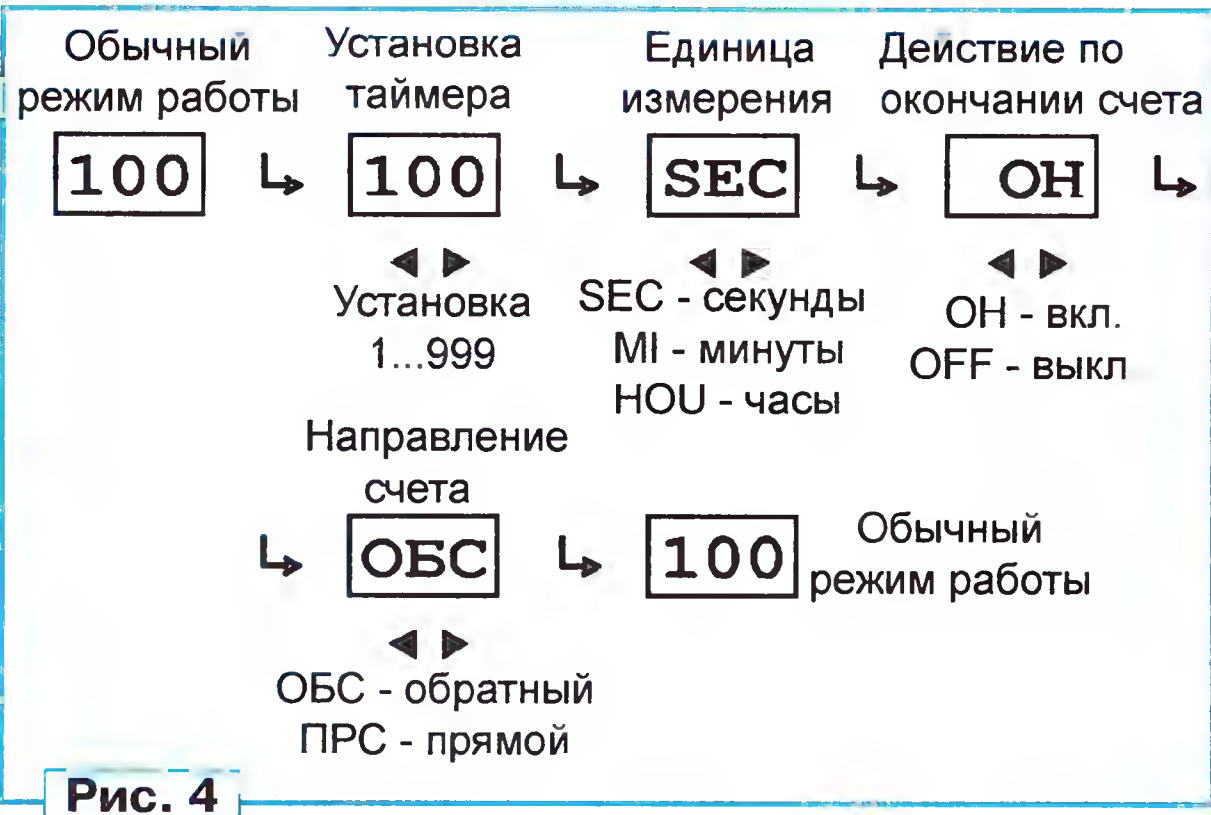 Обычный
режим работы
100
Установка
таймера
100
Установка
1...999
Единица
измерения
SEC
SEC - секунды
MI - минуты
HOU - часы
Действие по
окончании счета
ОН
ОН - вкл.
OFF - выкл
Направление
счета
ОБС
ОБС - обратный
ПРС - прямой
100
Обычный
режим работы
Рис. 4